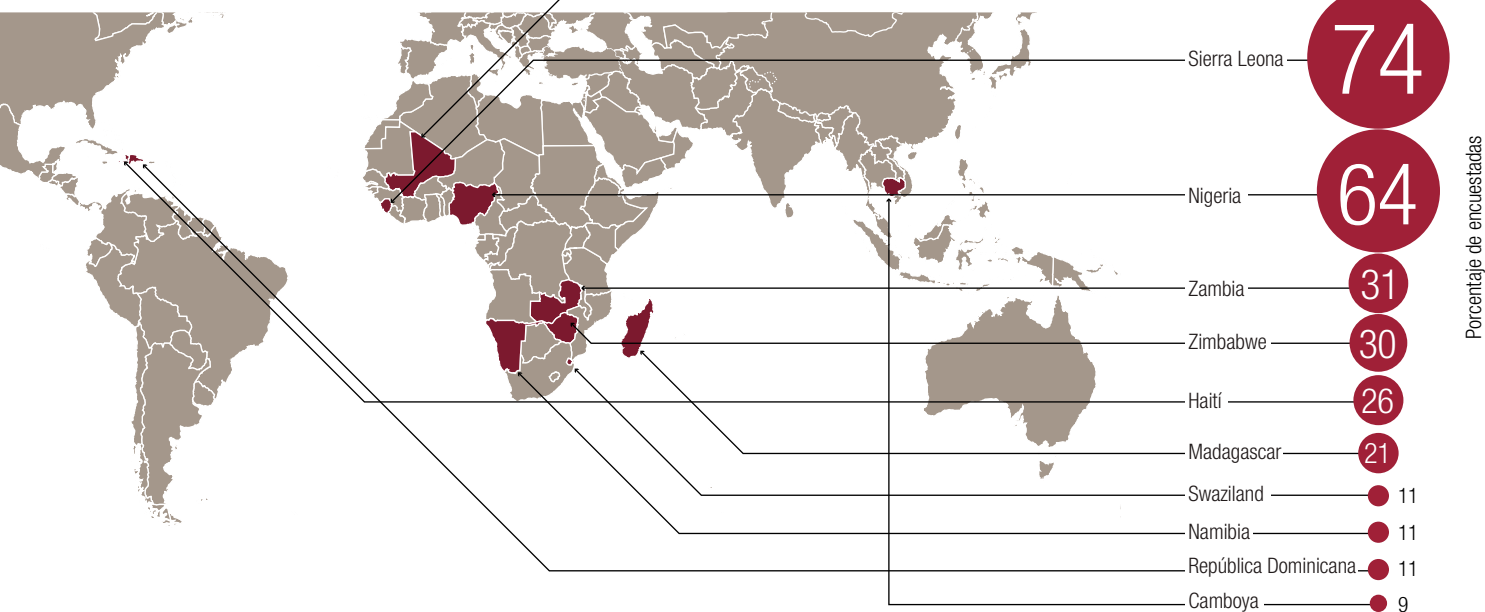 Sierra Leona 74
Nigeria 64
Zambia 31
Zimbabwe 30
Haití 26
Madagascar 21
Swaziland 11
Namibia 11
República Dominicana 11
Camboya 9
Porcentaje de encuestadas